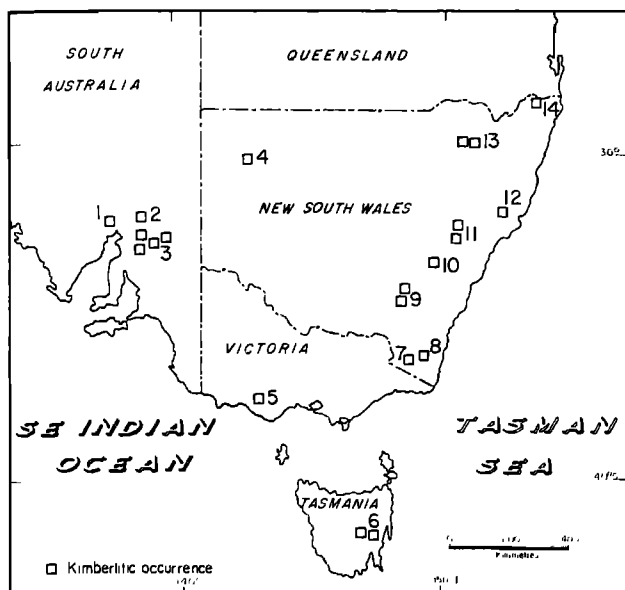 SOUTH
AUSTRALIA
QUEENSLAND
14
30º
13
4
1
2
12
NEW SOUTH WALES
11
3
10
9
VICTORIA
7
8
5
SE INDIAN
OCEAN
TASMAN
SEA
TASMANIA
6
Kimberlitic occurrence